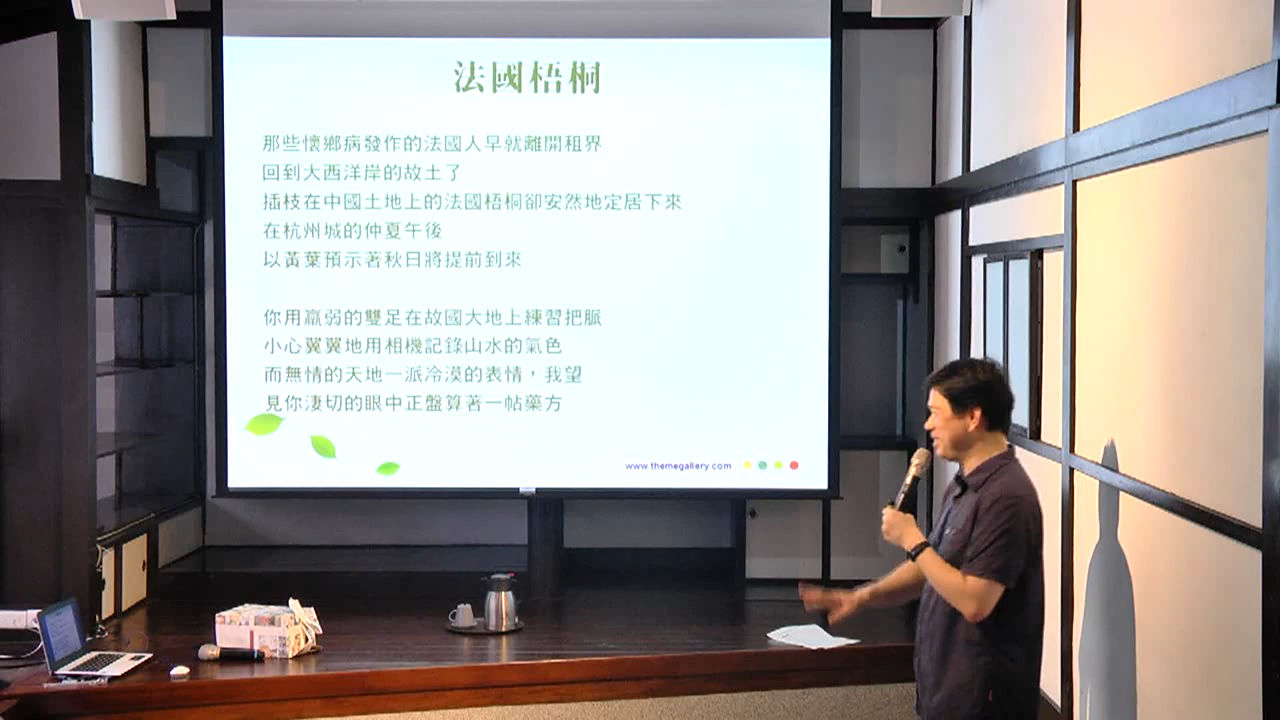 法國梧桐
那些懷鄉病發作的法國人早就離開租界
回到大西洋岸的故土了
插枝在中國土地上的法國梧桐卻安然地定居下來
在杭州城的仲夏午後
以黃葉預示著秋日將提前到來
你用羸弱的雙足在故國大地上練習把脈
小心翼翼地用相機記錄山水的氣色
而無情的天地一派冷漠的表情，我望
見你淒切的眼中正盤算著一帖藥方
www.themegallery.com